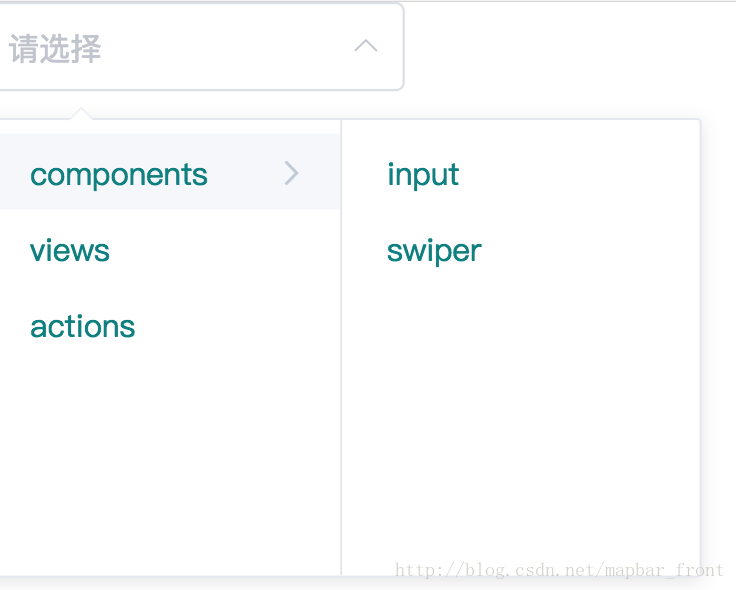 请选择
components
views
actions
input
swiper
http://blog.csdn.net/mapbar_front